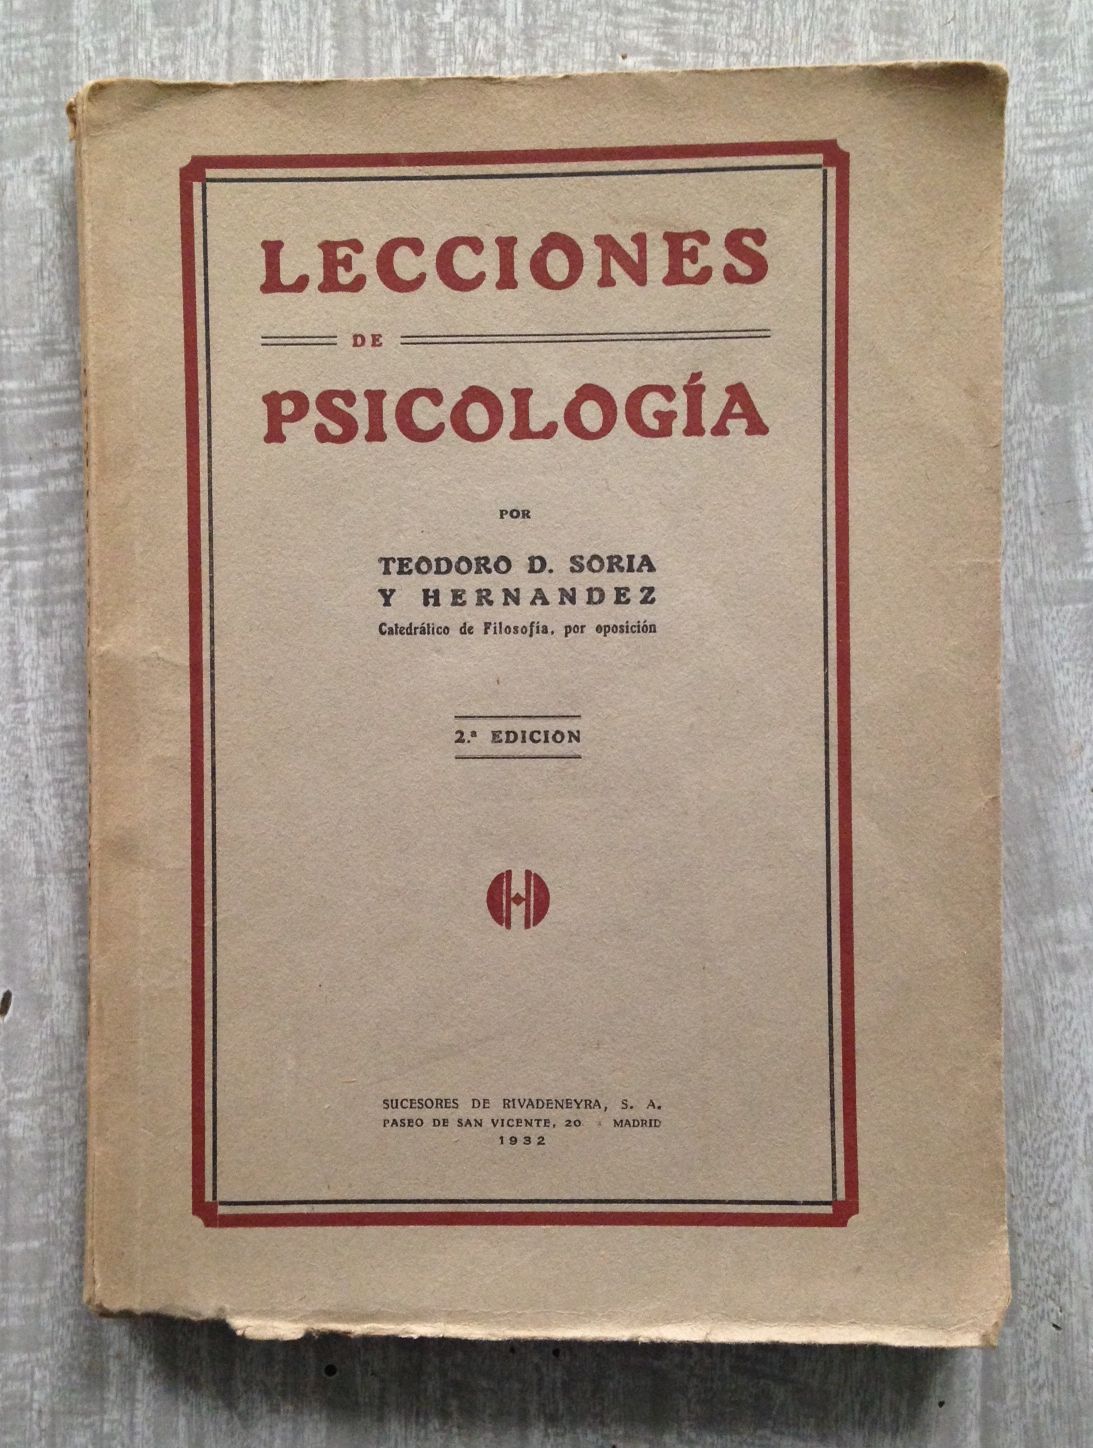 LECCIONES
DE
PSICOLOGÍA
POR
TEODORO D. SORIA
Y HERNANDEZ
Catedrático de Filosofía, por oposición
2.ª EDICION
SUCESORES DE RIVADENEYRA, S. A.
PASEO DE SAN VICENTE, 20 MADRID
1932